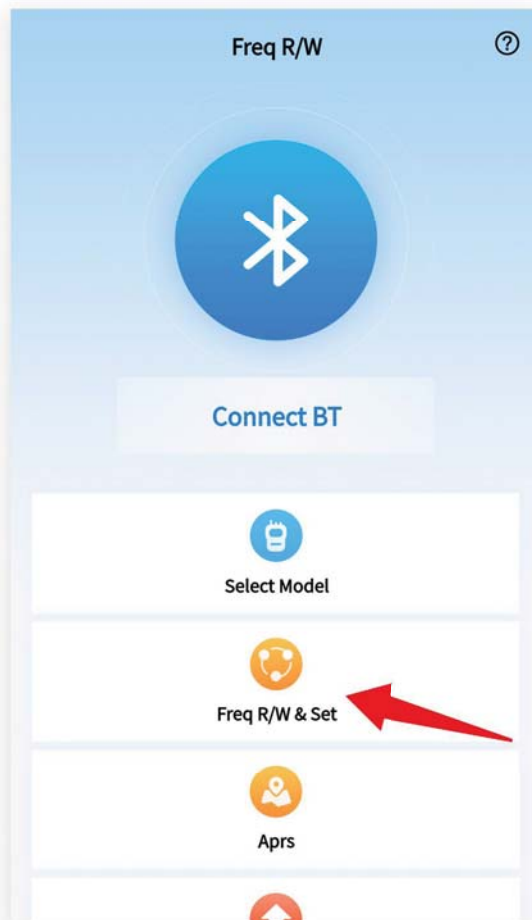 Freq R/W
Connect BT
Select Model
Freq R/W & Set
Aprs